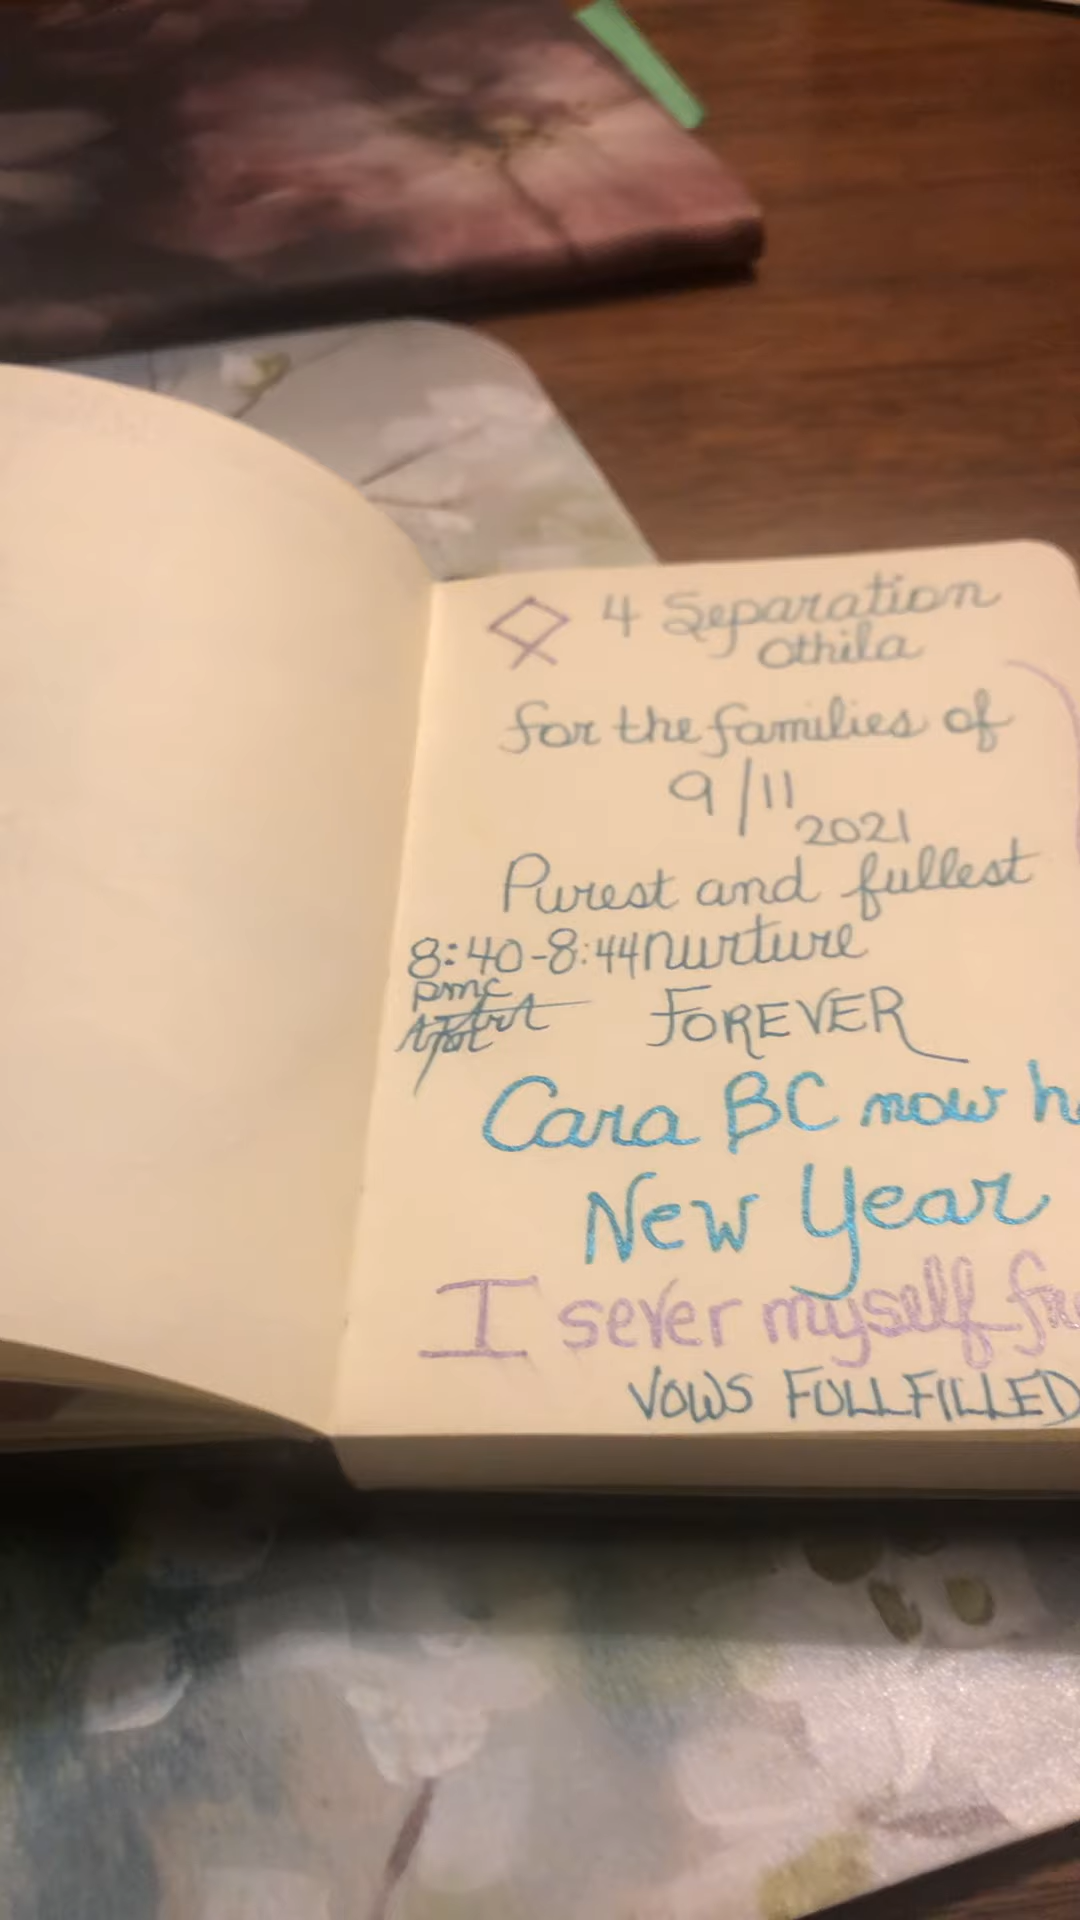 4 Separation
Othila
for the families of
9/11
2021
Purest and fullest
8:40-8:44 nurture
pmc
FOREVER
Cara BC now
New Year
I sever myself
VOWS FULLFILLED